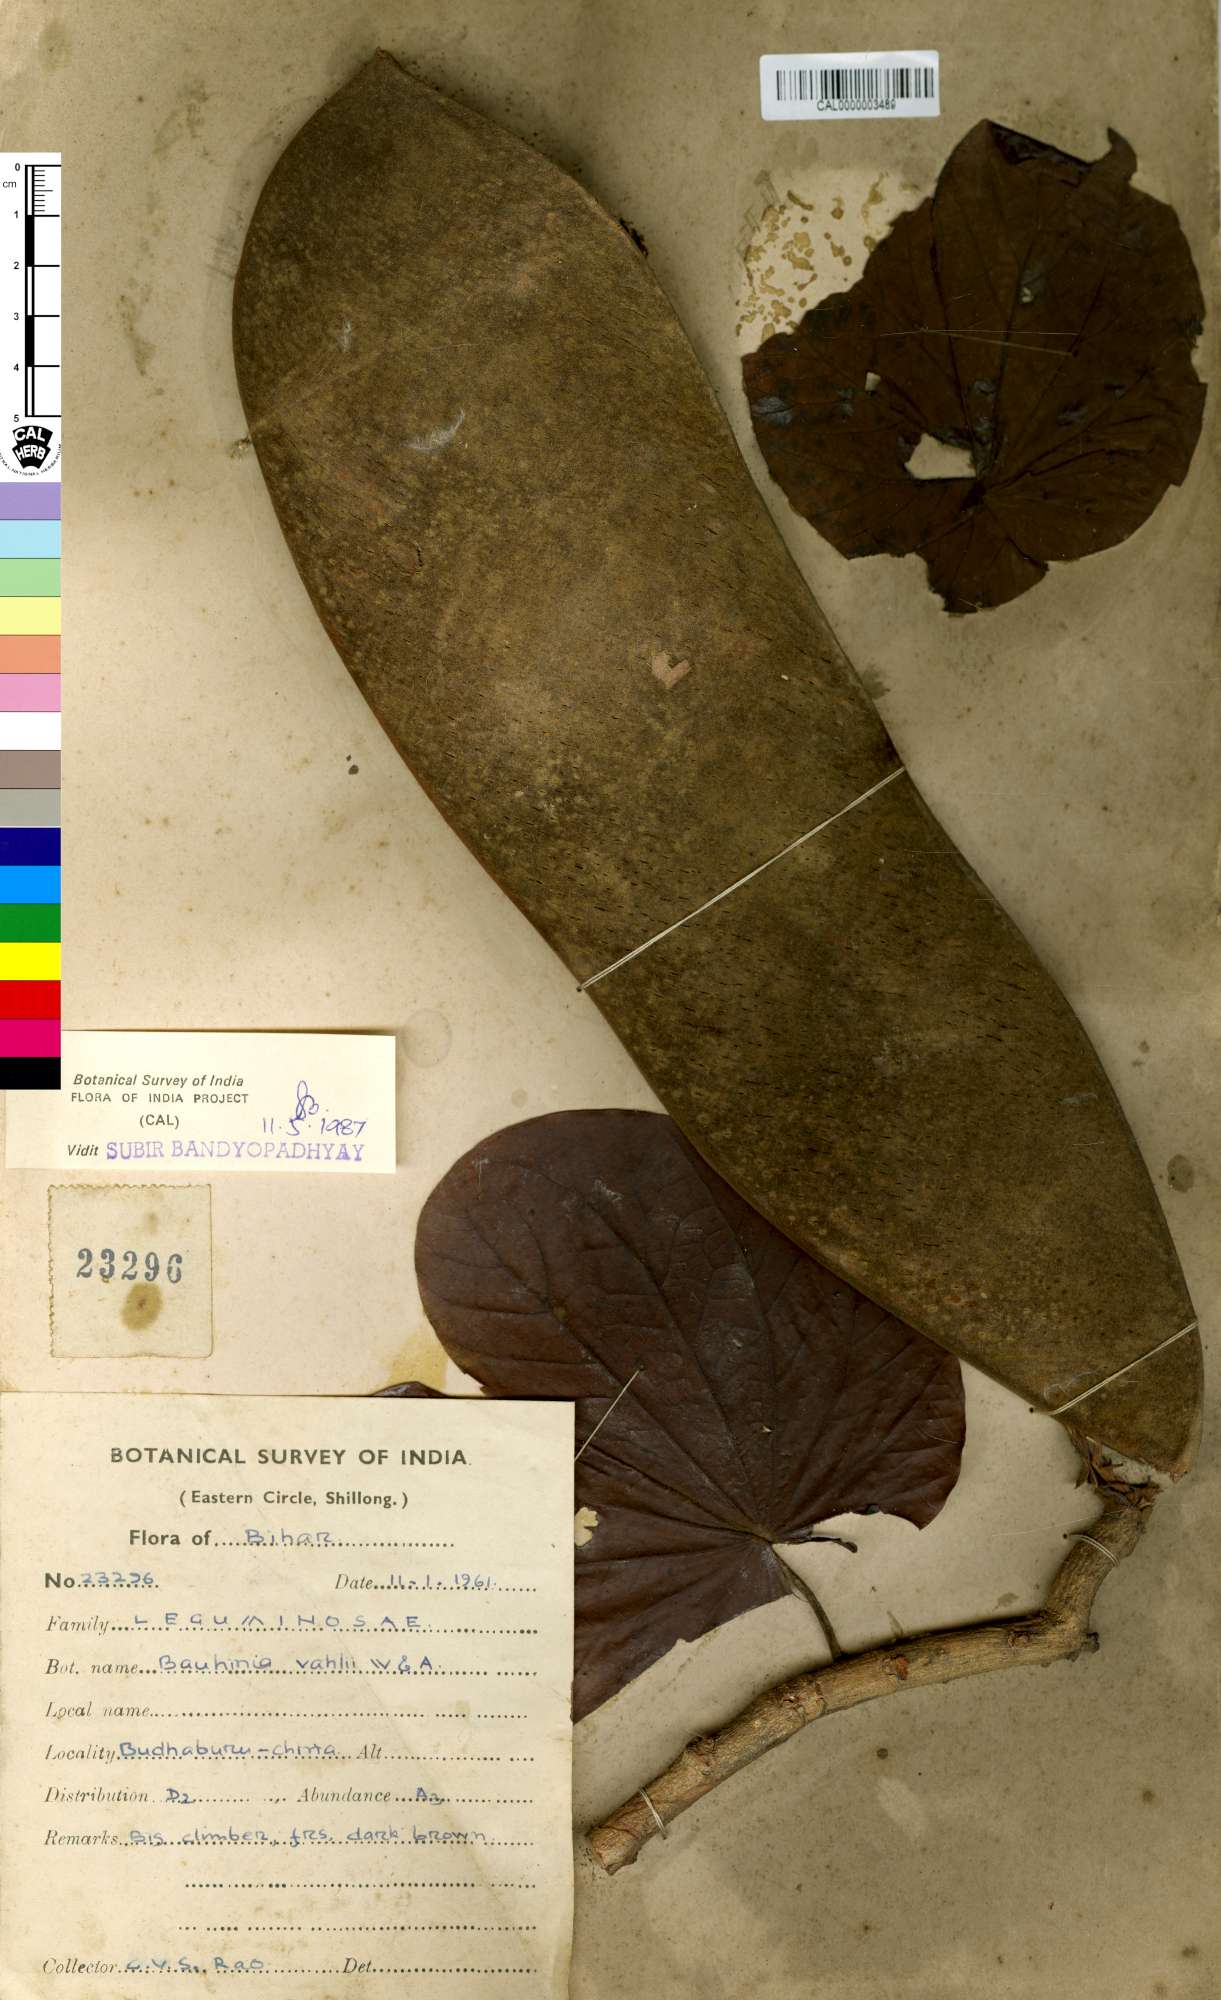 CAL0000003489
0
cm
1
2
3
4
5
CAL
HERB
Botanical Survey of India
FLORA OF INDIA PROJECT
(CAL)
11.5.1987
Vidit SUBIR BANDYOPADHYAY
23296
BOTANICAL SURVEY OF INDIA.
(Eastern Circle, Shillong.)
Flora of Bihar
No 23296 Date 11-1-1961
Family LEGUMINOSAE
Bot. name Bauhinia vahlii W & A.
Local name
Locality Budhaburu - Alt
Distribution D2 Abundance
Remarks Big climber, frs. dark brown
Collector Rao Det